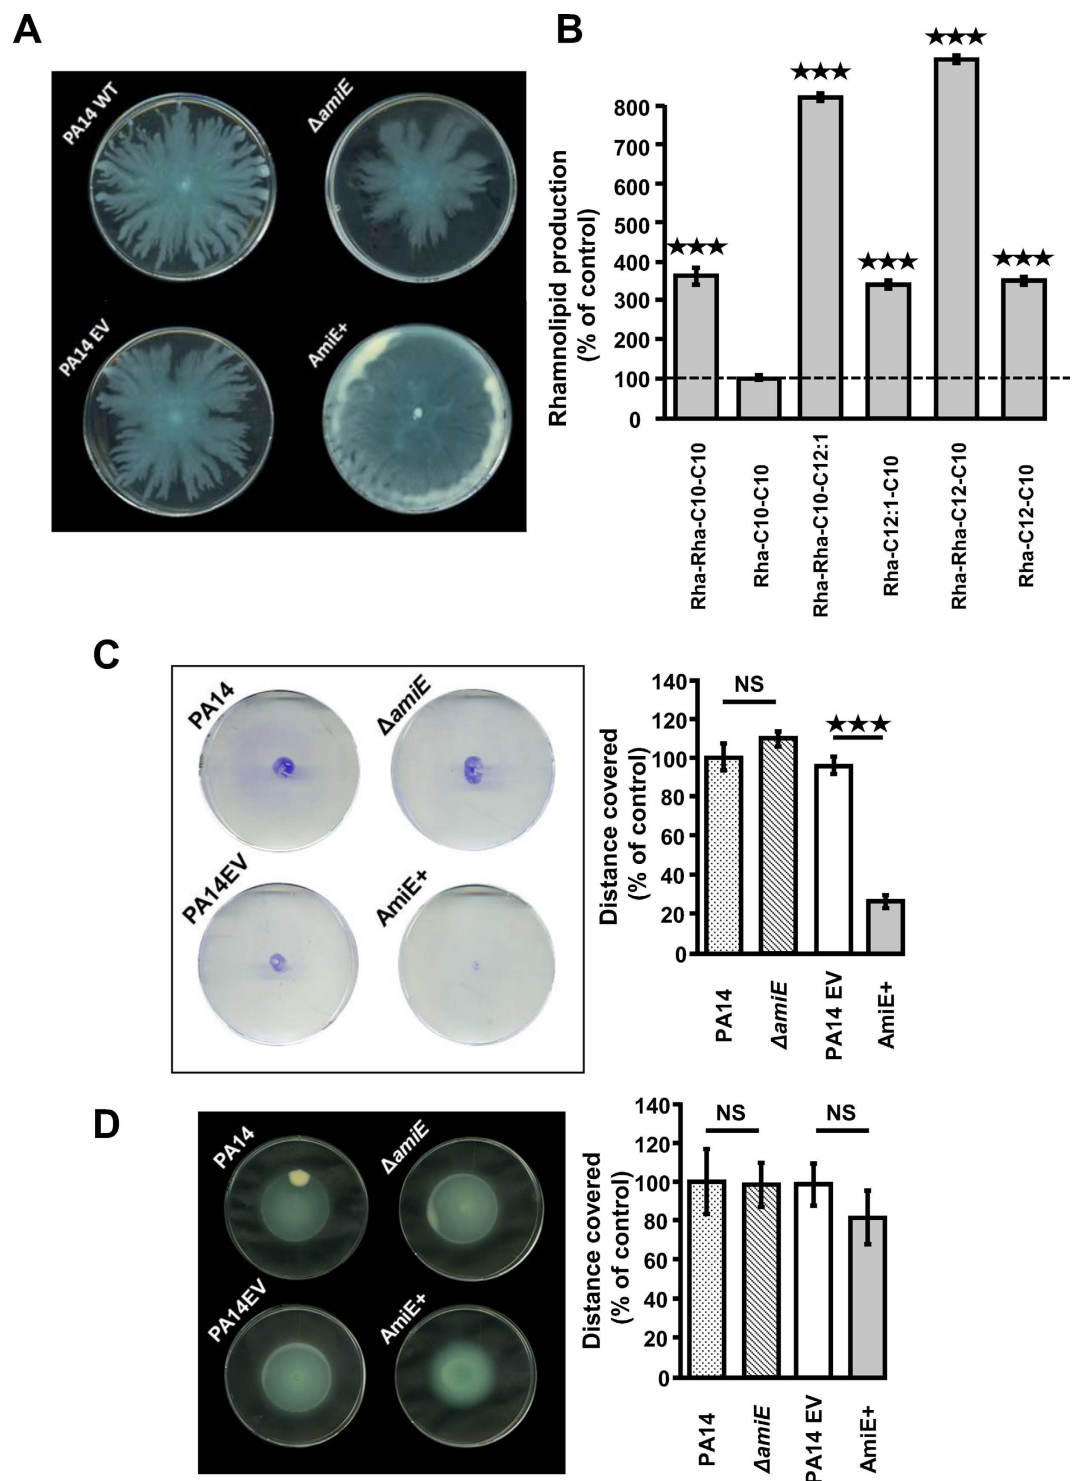 A
PA14 WT
ΔamiE
PA14 EV
AmiE+
B
Rhamnolipid production
(% of control)
800
700
600
500
400
300
200
100
0
★★★
★★★
★★★
★★★
★★★
Rha-Rha-C10-C10
Rha-C10-C10
Rha-Rha-C10-C12:1
Rha-C12:1-C10
Rha-Rha-C12-C10
Rha-C12-C10
C
PA14
ΔamiE
PA14EV
AmiE+
Distance covered
(% of control)
140
120
100
80
60
40
20
0
NS
★★★
PA14
ΔamiE
PA14 EV
AmiE+
D
PA14
ΔamiE
PA14EV
AmiE+
Distance covered
(% of control)
140
120
100
80
60
40
20
0
NS
NS
PA14
ΔamiE
PA14 EV
AmiE+